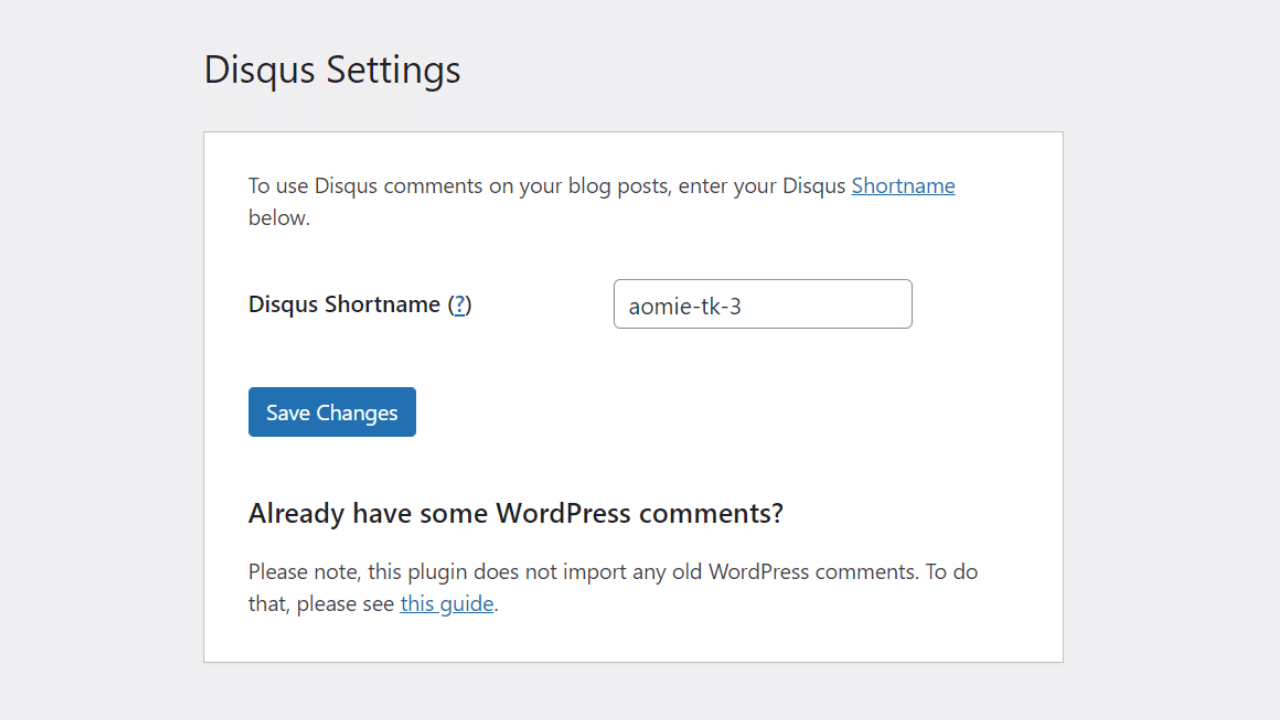 Disqus Settings
To use Disqus comments on your blog posts, enter your Disqus Shortname
below.
Disqus Shortname (?)
aomie-tk-3
Save Changes
Already have some WordPress comments?
Please note, this plugin does not import any old WordPress comments. To do
that, please see this guide.